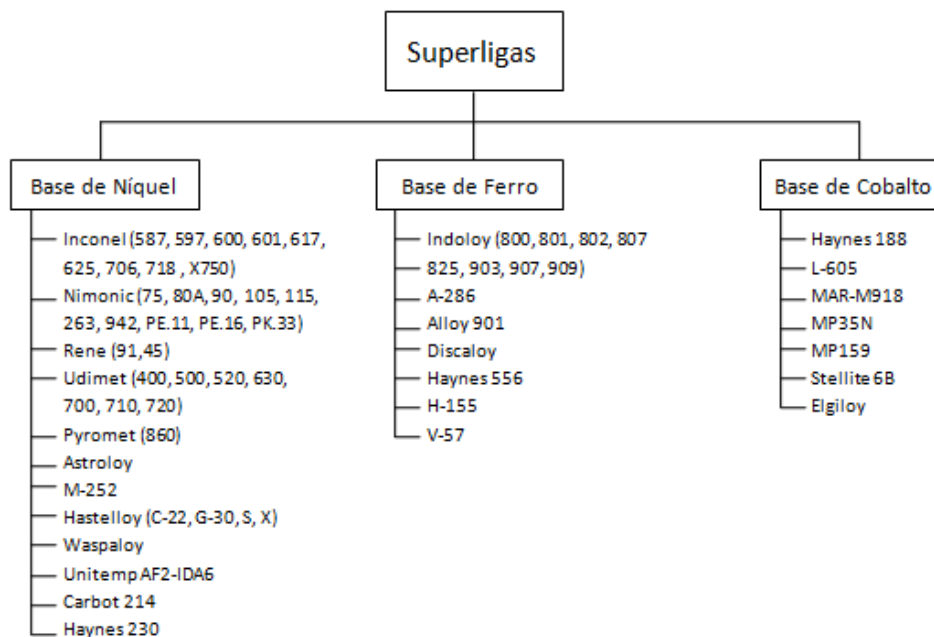 Superligas
Base de Níquel
Inconel (587, 597, 600, 601, 617,
625, 706, 718 , X750)
Nimonic (75, 80A, 90, 105, 115,
263, 942, PE.11, PE.16, PK.33)
Rene (91,45)
Udimet (400, 500, 520, 630,
700, 710, 720)
Pyromet (860)
Astroloy
M-252
Hastelloy (C-22, G-30, S, X)
Waspaloy
Unitemp AF2-IDA6
Carbot 214
Haynes 230
Base de Ferro
Indoloy (800, 801, 802, 807
825, 903, 907, 909)
A-286
Alloy 901
Discaloy
Haynes 556
H-155
V-57
Base de Cobalto
Haynes 188
L-605
MAR-M918
MP35N
MP159
Stellite 6B
Elgiloy